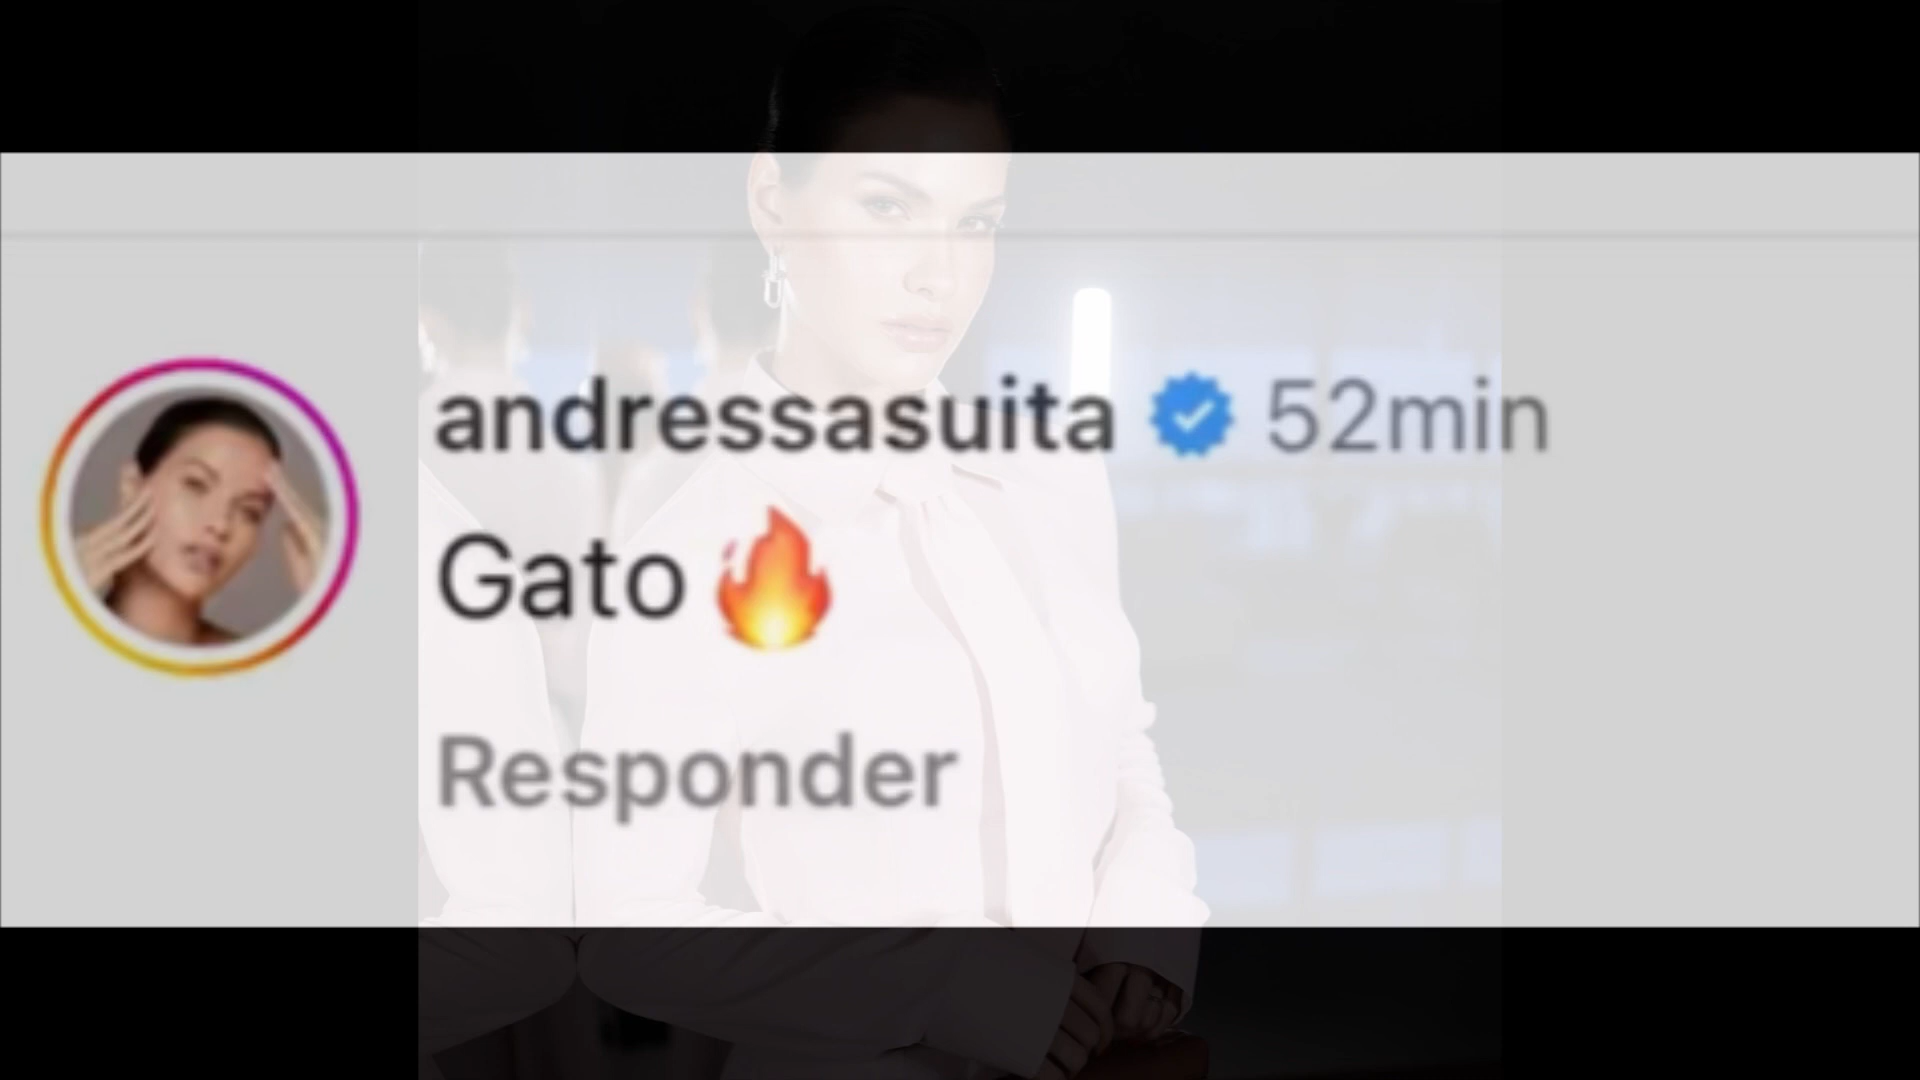 andressasuita 52min
Gato 🔥
Responder